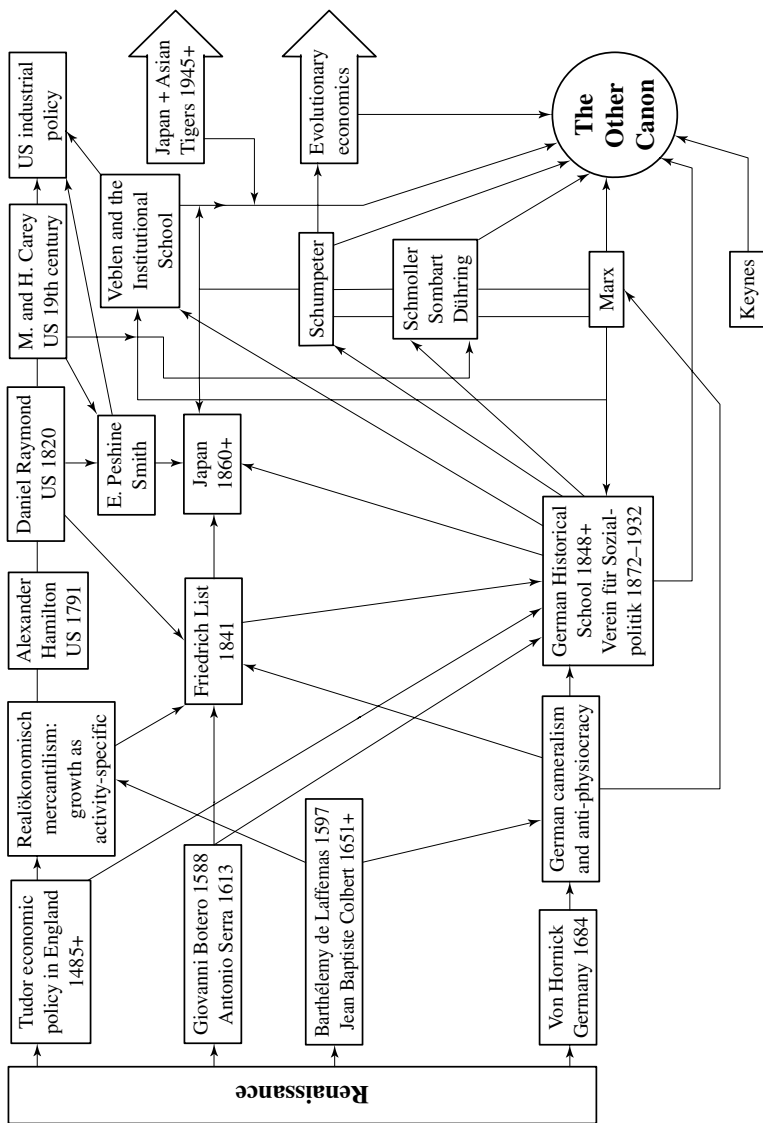 Renaissance
Tudor economic
policy in England
1485+
Giovanni Botero 1588
Antonio Serra 1613
Barthélemy de Laffemas 1597
Jean Baptiste Colbert 1651+
Von Hornick
Germany 1684
Realökonomisch
mercantilism:
growth as
activity-specific
German cameralism
and anti-physiocracy
Alexander
Hamilton
US 1791
Friedrich List
1841
German Historical
School 1848+
Verein für Sozial-
politik 1872–1932
Daniel Raymond
US 1820
E. Peshine
Smith
Japan
1860+
M. and H. Carey
US 19th century
Veblen and the
Institutional
School
Schumpeter
Schmoller
Sombart
Dühring
Marx
Keynes
US industrial
policy
Japan + Asian
Tigers 1945+
Evolutionary
economics
The
Other
Canon